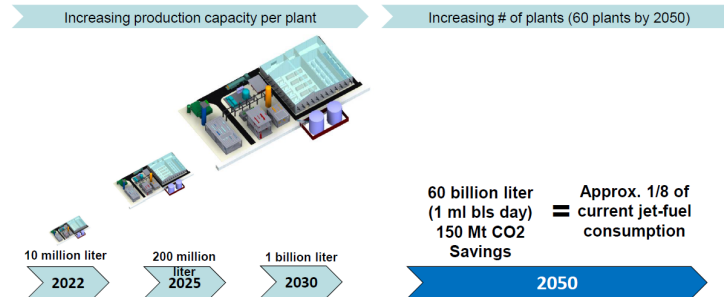 Increasing production capacity per plant
Increasing # of plants (60 plants by 2050)
60 billion liter
(1 ml bls day)
150 Mt CO2
Savings
=
Approx. 1/8 of
current jet-fuel
consumption
10 million liter
200 million
liter
1 billion liter
2022
2025
2030
2050